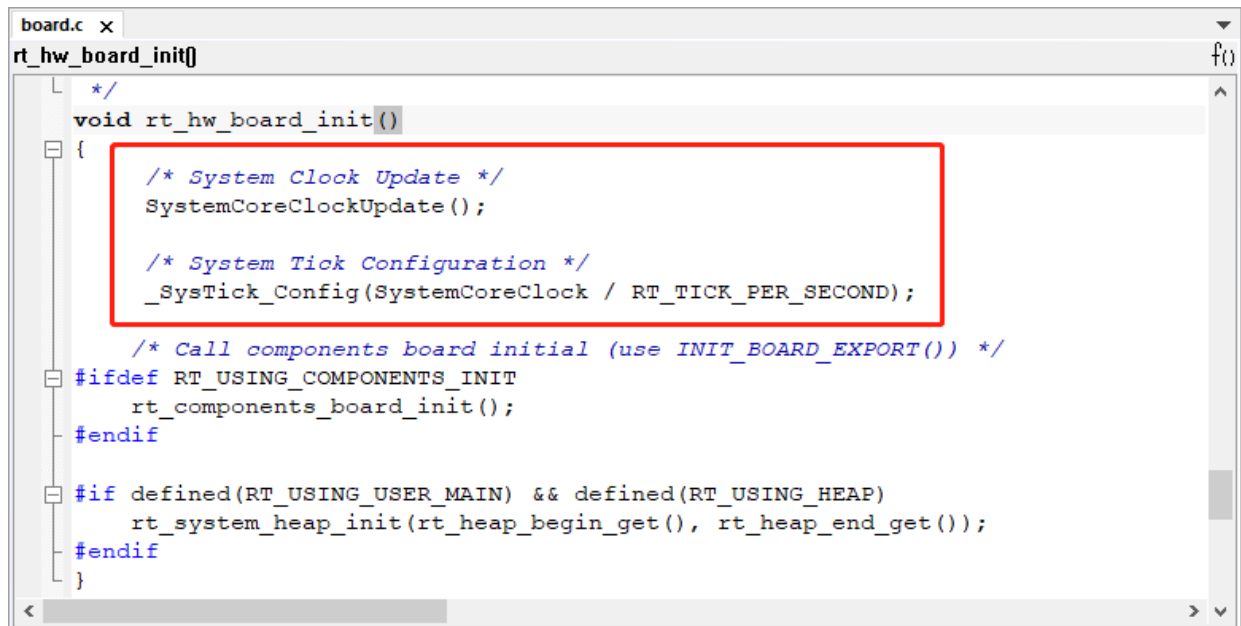 board.c x
rt_hw_board_init() f()
*/
void rt_hw_board_init()
{
/* System Clock Update */
SystemCoreClockUpdate();
/* System Tick Configuration */
_SysTick_Config(SystemCoreClock / RT_TICK_PER_SECOND);
/* Call components board initial (use INIT_BOARD_EXPORT()) */
#ifdef RT_USING_COMPONENTS_INIT
rt_components_board_init();
#endif
#if defined(RT_USING_USER_MAIN) && defined(RT_USING_HEAP)
rt_system_heap_init(rt_heap_begin_get(), rt_heap_end_get());
#endif
}